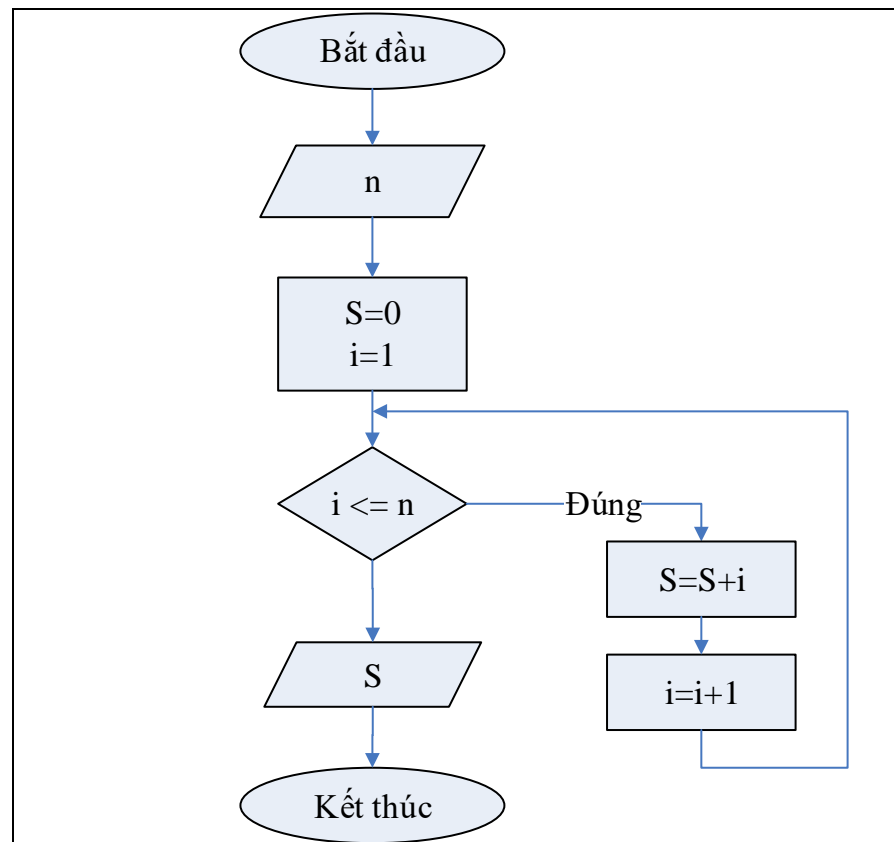 Bắt đầu
n
S=0
i=1
i <= n
Đúng
S=S+i
i=i+1
S
Kết thúc